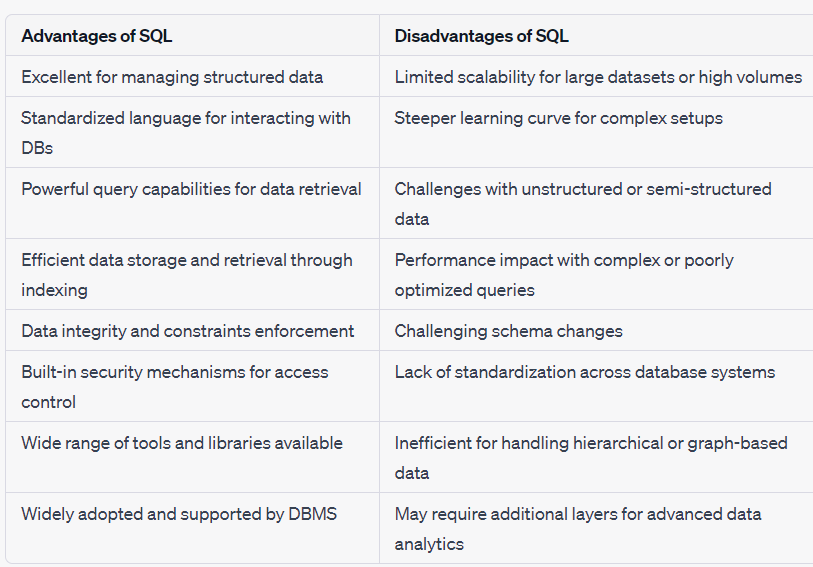 Advantages of SQL
Disadvantages of SQL
Excellent for managing structured data
Limited scalability for large datasets or high volumes
Standardized language for interacting with
DBs
Steeper learning curve for complex setups
Powerful query capabilities for data retrieval
Challenges with unstructured or semi-structured
data
Efficient data storage and retrieval through
indexing
Performance impact with complex or poorly
optimized queries
Data integrity and constraints enforcement
Challenging schema changes
Built-in security mechanisms for access
control
Lack of standardization across database systems
Wide range of tools and libraries available
Inefficient for handling hierarchical or graph-based
data
Widely adopted and supported by DBMS
May require additional layers for advanced data
analytics